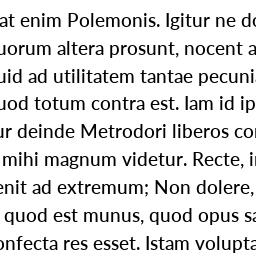 at enim Polemonis. Igitur ne do
uorum altera prosunt, nocent a
uid ad utilitatem tantae pecuni
uod totum contra est. Iam id ip
ur deinde Metrodori liberos co
mihi magnum videtur. Recte, i
enit ad extremum; Non dolere,
quod est munus, quod opus sa
onfecta res esset. Istam volupta